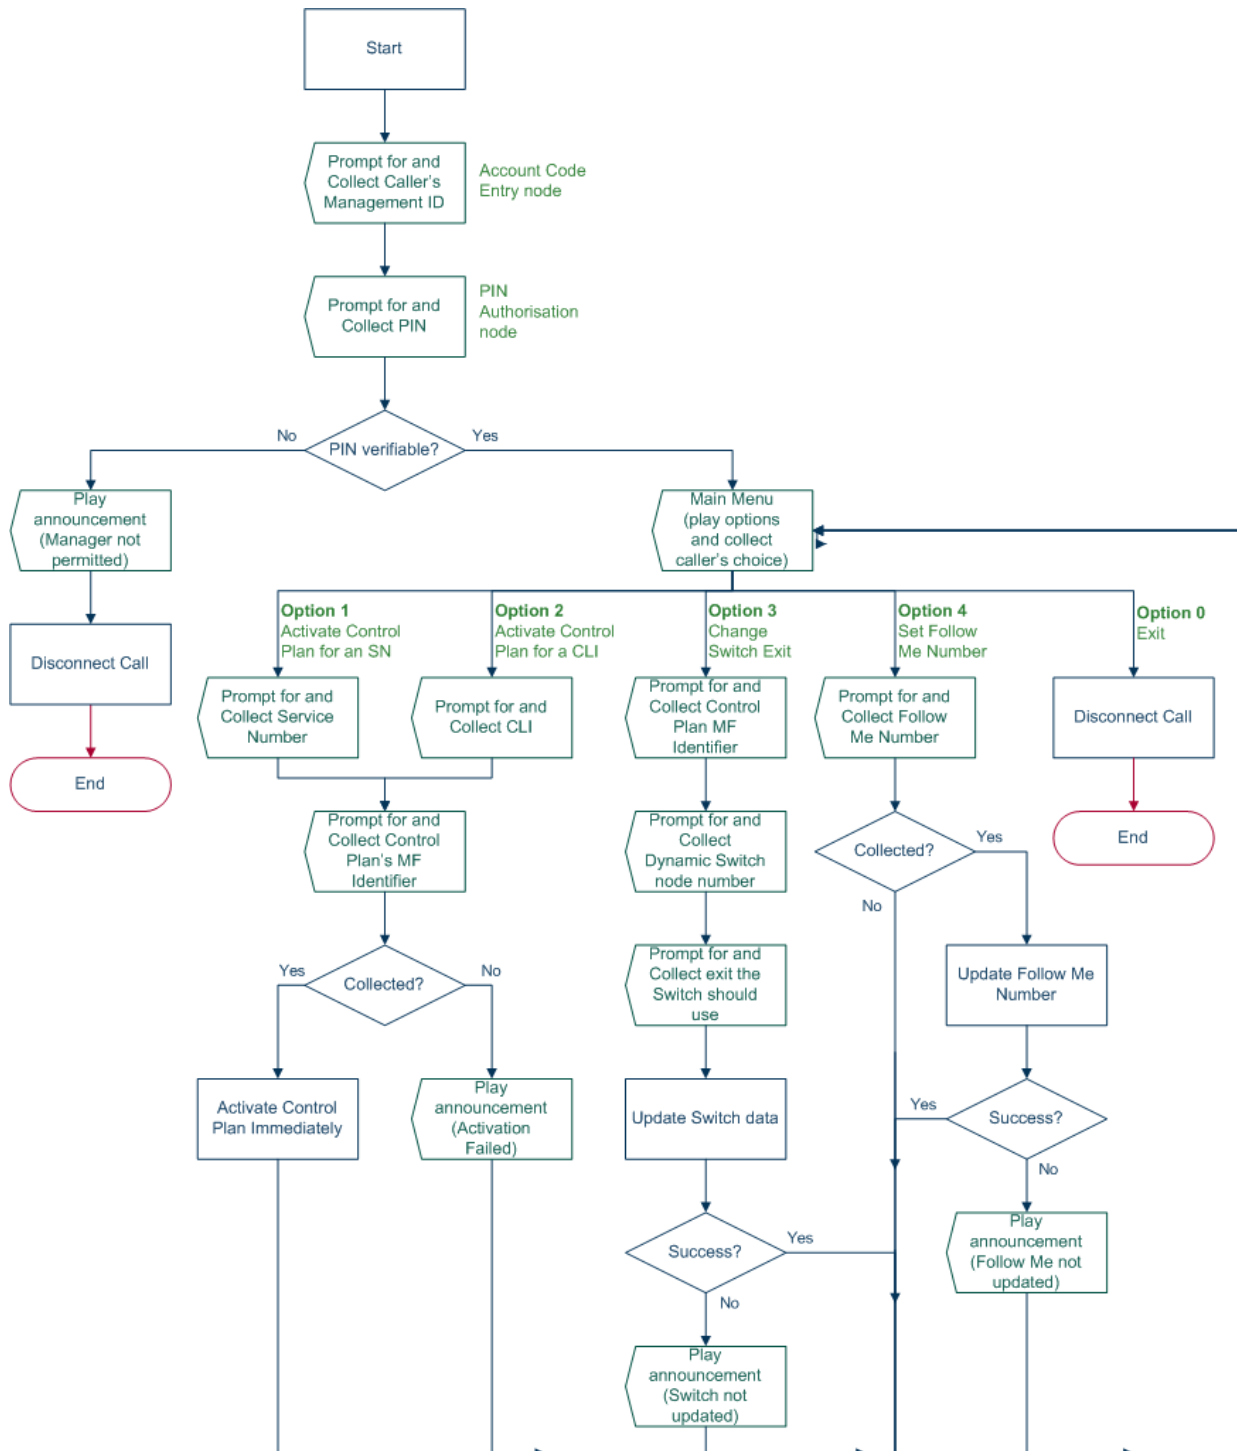 Start
Prompt for and
Collect Caller's
Management ID
Account Code
Entry node
Prompt for and
Collect PIN
PIN
Authorisation
node
No
PIN verifiable?
Yes
Play
announcement
(Manager not
permitted)
Main Menu
(play options
and collect
caller's choice)
Disconnect Call
End
Option 1
Activate Control
Plan for an SN
Option 2
Activate Control
Plan for a CLI
Option 3
Change
Switch Exit
Option 4
Set Follow
Me Number
Option 0
Exit
Prompt for and
Collect Service
Number
Prompt for and
Collect CLI
Prompt for and
Collect Control
Plan MF
Identifier
Prompt for and
Collect Follow
Me Number
Disconnect Call
End
Prompt for and
Collect Control
Plan's MF
Identifier
Prompt for and
Collect
Dynamic Switch
node number
Collected?
Yes
No
Yes
Collected?
No
Prompt for and
Collect exit the
Switch should
use
Update Follow Me
Number
Activate Control
Plan Immediately
Play
announcement
(Activation
Failed)
Update Switch data
Yes
Success?
No
Success?
Yes
No
Play
announcement
(Follow Me not
updated)
Play
announcement
(Switch not
updated)